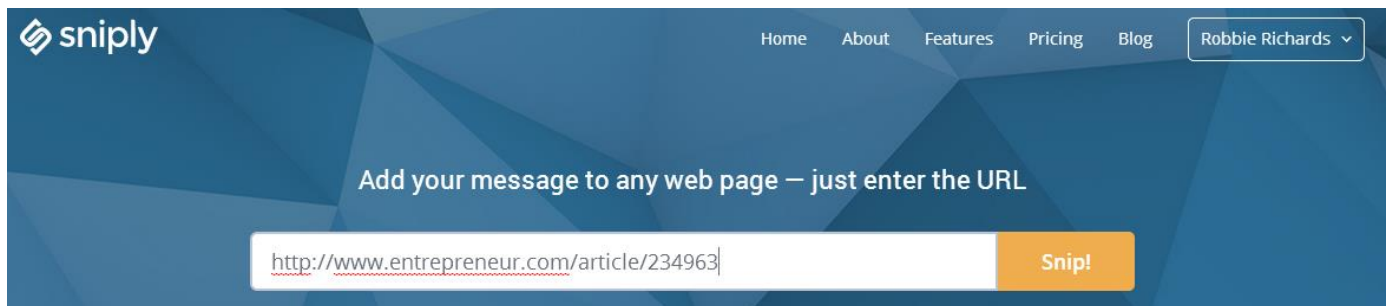 sniply Home About Features Pricing Blog Robbie Richards
Add your message to any web page — just enter the URL
http://www.entrepreneur.com/article/234963 Snip!